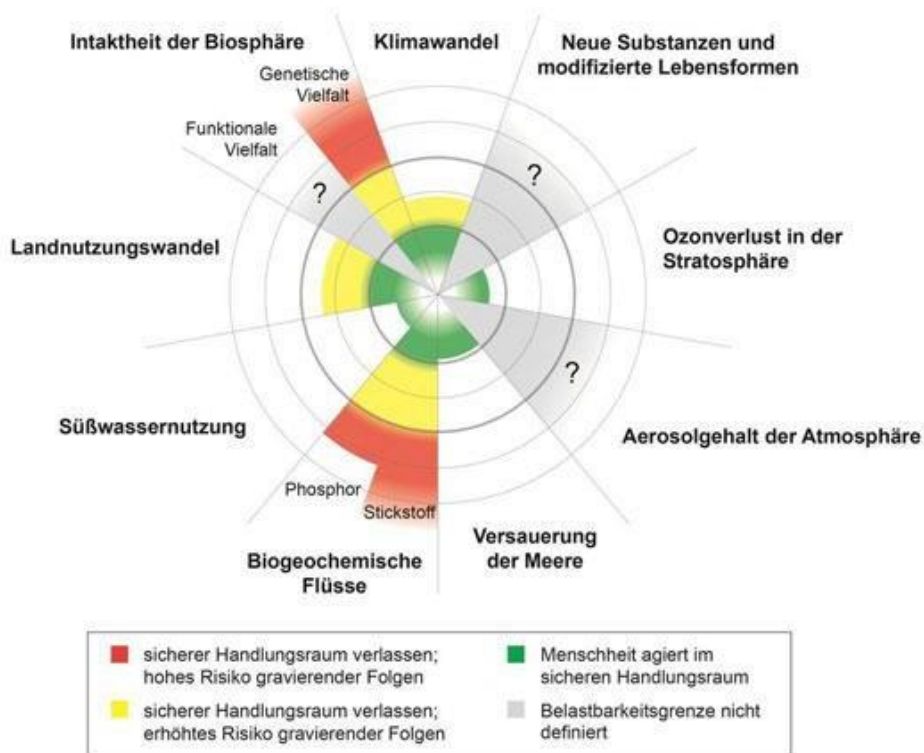 Intaktheit der Biosphäre
Klimawandel
Neue Substanzen und
modifizierte Lebensformen
Genetische
Vielfalt
Funktionale
Vielfalt
?
?
Landnutzungswandel
Ozonverlust in der
Stratosphäre
?
Süßwassernutzung
Aerosolgehalt der Atmosphäre
Phosphor
Stickstoff
Biogeochemische
Flüsse
Versauerung
der Meere
sicherer Handlungsraum verlassen;
hohes Risiko gravierender Folgen
sicherer Handlungsraum verlassen;
erhöhtes Risiko gravierender Folgen
Menschheit agiert im
sicheren Handlungsraum
Belastbarkeitsgrenze nicht
definiert